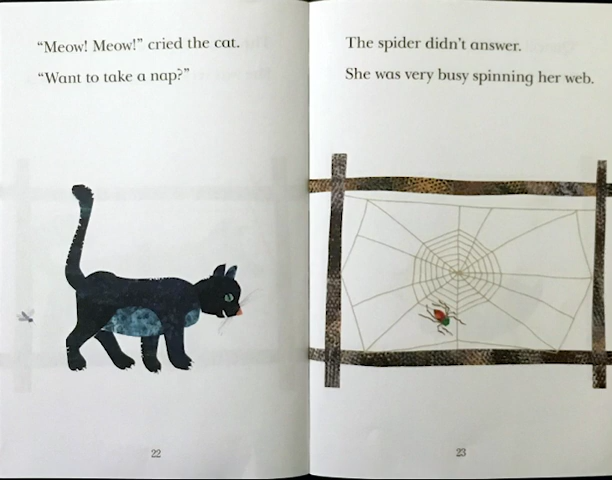 “Meow! Meow!” cried the cat.
“Want to take a nap?”
22
The spider didn’t answer.
She was very busy spinning her web.
23